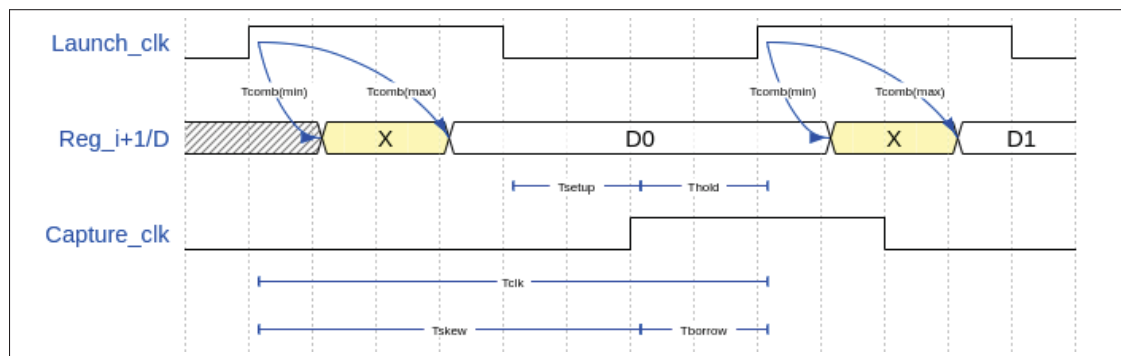 Launch_clk
Tcomb(min) Tcomb(max) Tcomb(min) Tcomb(max)
Reg_i+1/D X D0 X D1
Tsetup Thold
Capture_clk
Tclk
Tskew Tborrow